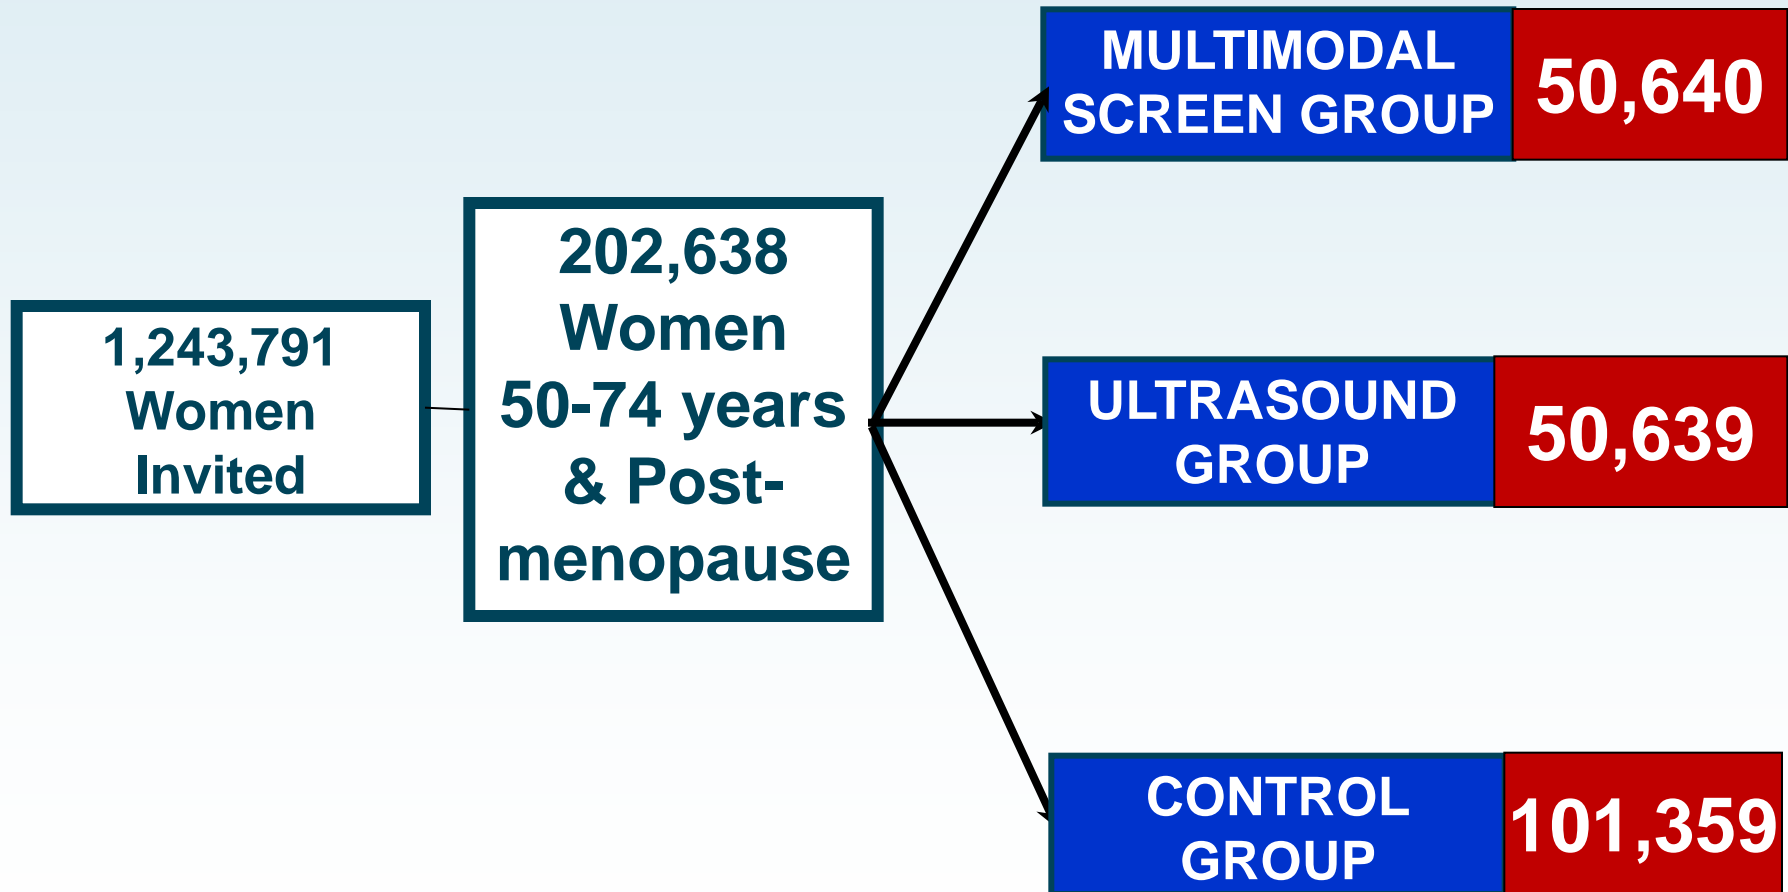 1,243,791
Women
Invited
202,638
Women
50-74 years
& Post-
menopause
MULTIMODAL
SCREEN GROUP
50,640
ULTRASOUND
GROUP
50,639
CONTROL
GROUP
101,359